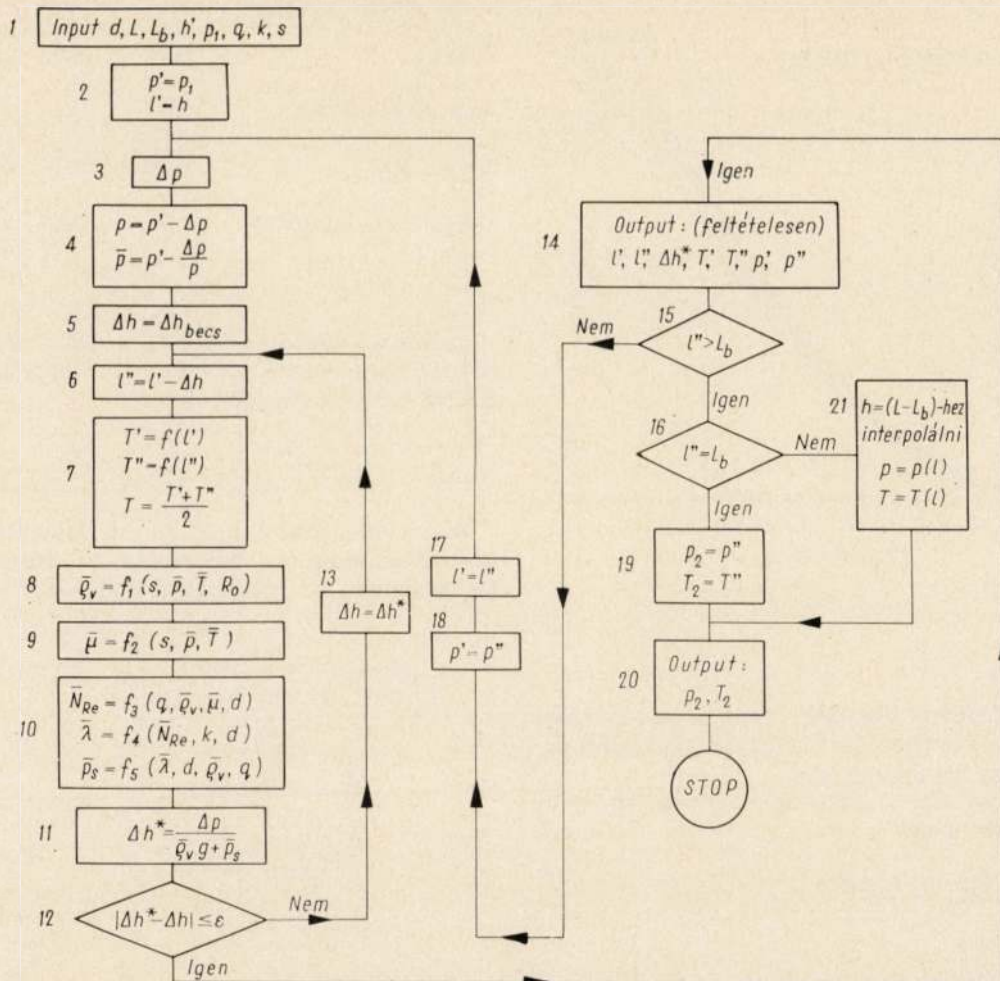 1 Input d, L, L_b, h', p_1, q, k, s
2 p' = p_1
l' = h
3 Δp
4 p = p' - Δp
p̄ = p' - Δp/p
5 Δh = Δh_becs
6 l" = l' - Δh
7 T' = f(l')
T" = f(l")
T = (T' + T")/2
8 ρ̄_v = f_1 (s, p̄, T̄, R_0)
9 μ̄ = f_2 (s, p̄, T̄)
10 N̄_Re = f_3 (q, ρ̄_v, μ̄, d)
λ̄ = f_4 (N̄_Re, k, d)
p̄_s = f_5 (λ̄, d, ρ̄_v, q)
11 Δh* = Δp/(ρ̄_v g + p̄_s)
12 |Δh* - Δh| ≤ ε
Nem
Igen
13
Δh = Δh*
17
l' = l"
18
p' = p"
Igen
14 Output: (feltételesen)
l', l", Δh*, T', T", p', p"
15
l" > L_b
Nem
Igen
16
l" = L_b
Nem
Igen
21 h = (L - L_b)-hez
interpolálni
p = p(l)
T = T(l)
19 p_2 = p"
T_2 = T"
20 Output:
p_2, T_2
STOP